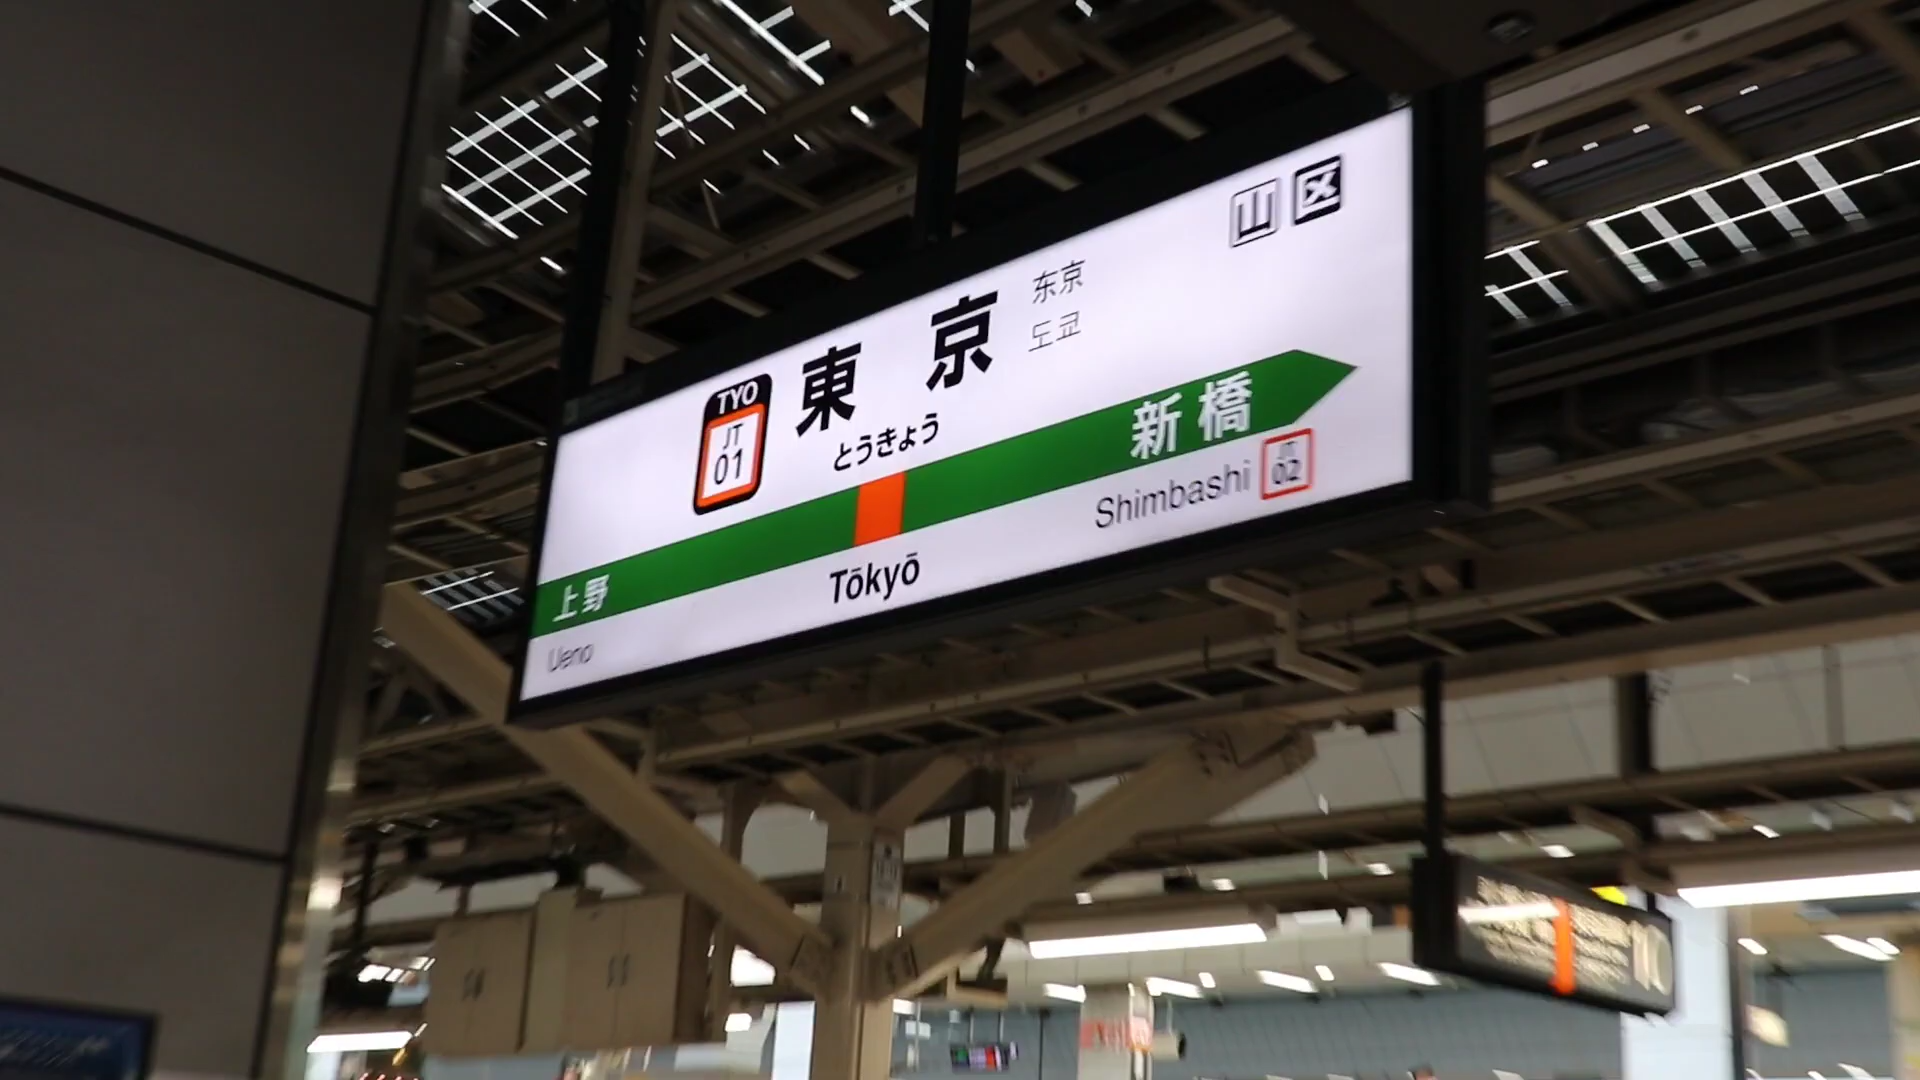 山 区
东京
도쿄
TYO
JT
01
東京
とうきょう
新橋
Shimbashi
JT
02
Tōkyō
上野
Ueno